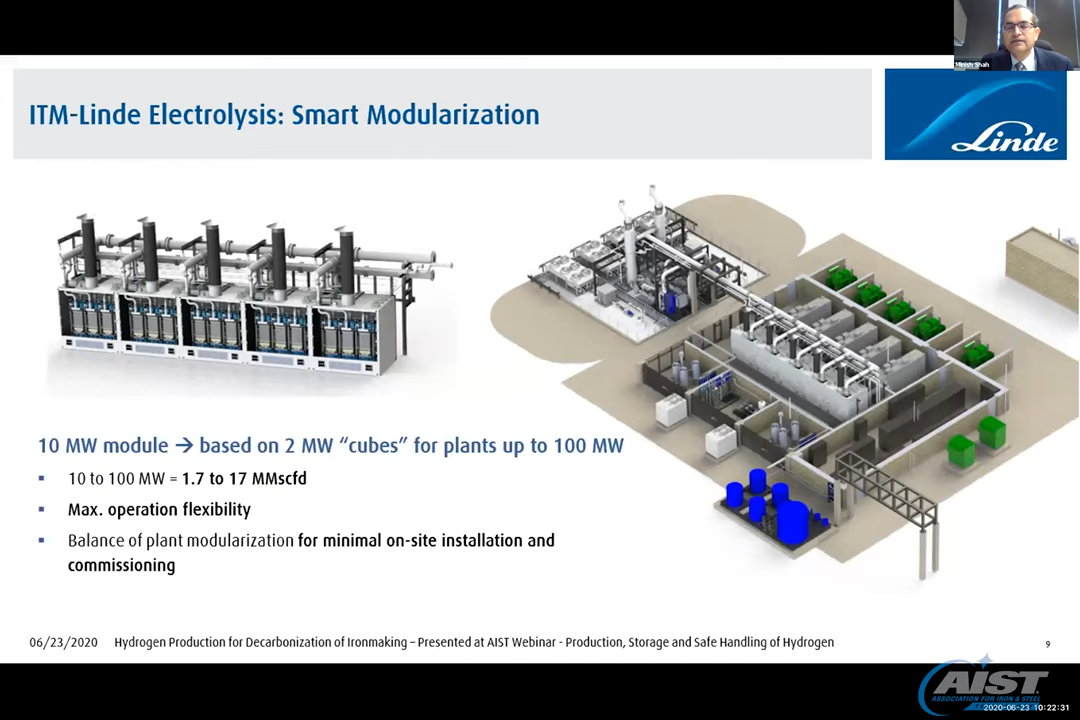 Minish Shah
ITM-Linde Electrolysis: Smart Modularization
Linde
10 MW module → based on 2 MW “cubes” for plants up to 100 MW
▪ 10 to 100 MW = 1.7 to 17 MMscfd
▪ Max. operation flexibility
▪ Balance of plant modularization for minimal on-site installation and
commissioning
06/23/2020 Hydrogen Production for Decarbonization of Ironmaking – Presented at AIST Webinar - Production, Storage and Safe Handling of Hydrogen
9
AIST
ASSOCIATION FOR IRON & STEEL
2020-06-23 10:22:31